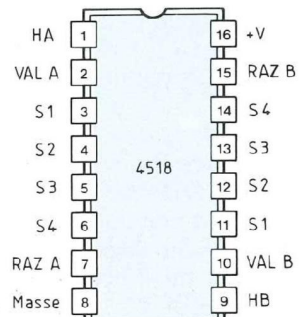 HA 1 16 +V
VAL A 2 15 RAZ B
S1 3 14 S4
S2 4 13 S3
4518
S3 5 12 S2
S4 6 11 S1
RAZ A 7 10 VAL B
Masse 8 9 HB